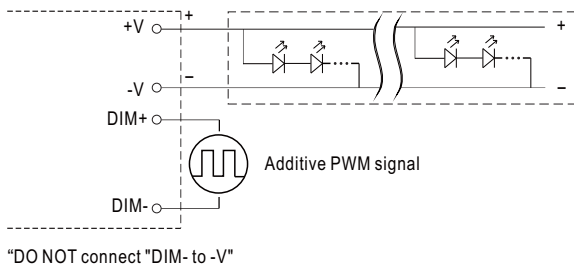 +V
+
+
-V
–
–
DIM+
Additive PWM signal
DIM-
“DO NOT connect "DIM- to -V"